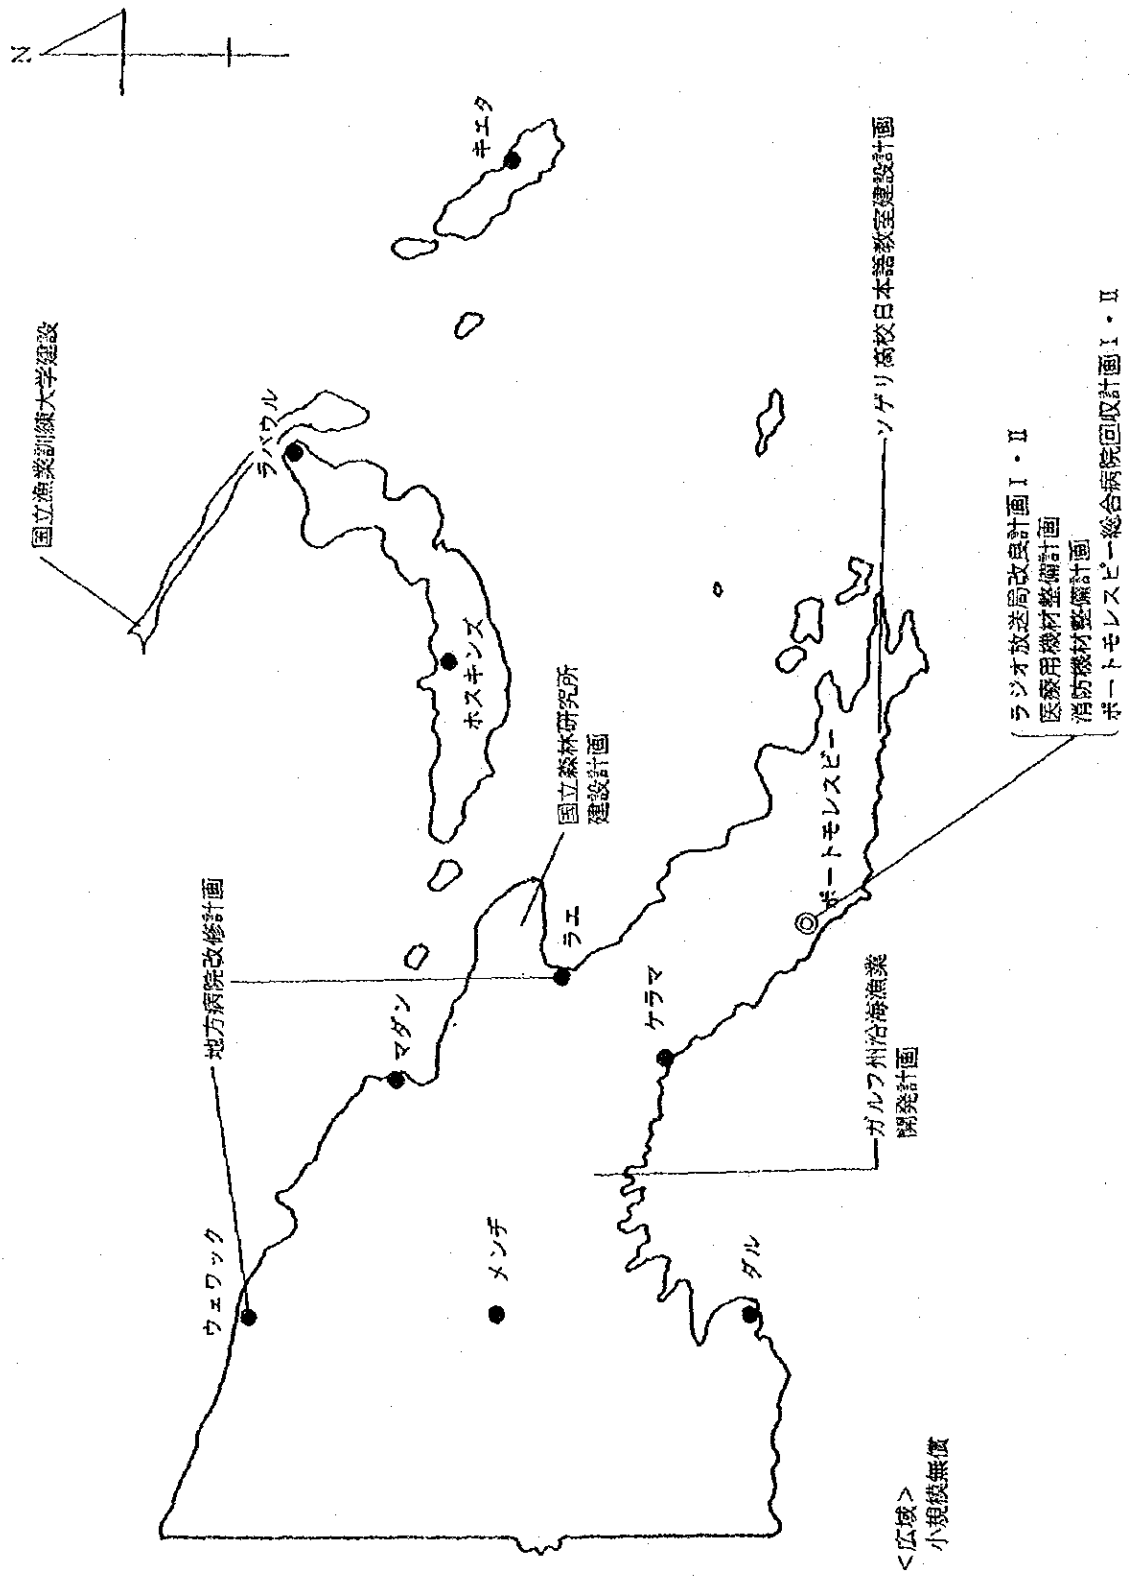 N
国立漁業訓練大学建設
キエタ
ラバウル
ホスキンズ
国立森林研究所
建設計画
地方病院改修計画
ウェワック
マダン
ラエ
メンヂ
ケラマ
ダル
ポートモレスビー
ソゲリ高校日本語教室建設計画
ガルフ州沿海漁業
開発計画
ラジオ放送局改良計画Ⅰ・Ⅱ
医療用機材整備計画
消防機材整備計画
ポートモレスビー総合病院回収計画Ⅰ・Ⅱ
<広域>
小規模無償